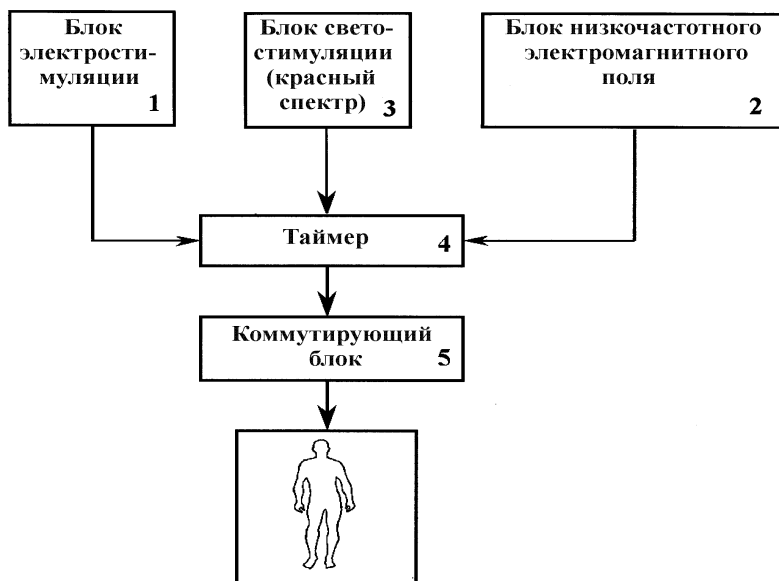 Блок
электрости-
муляции
1
Блок свето-
стимуляции
(красный
спектр)
3
Блок низкочастотного
электромагнитного
поля
2
Таймер
4
Коммутирующий
блок
5